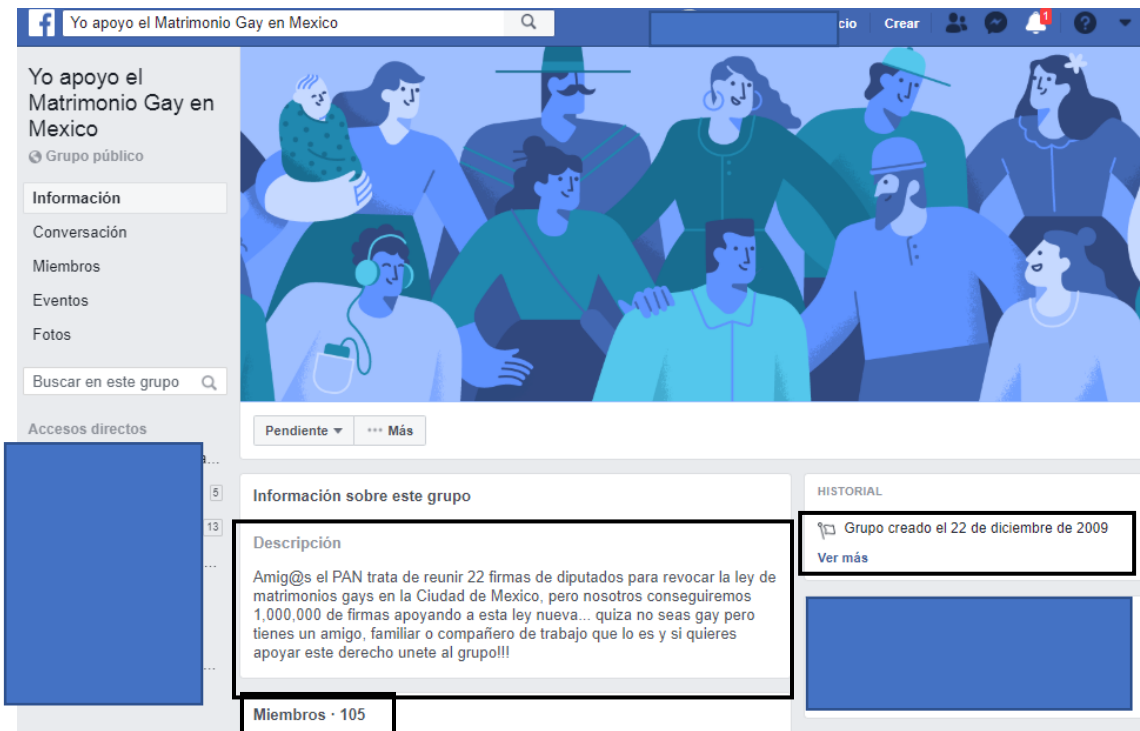 f
Yo apoyo el Matrimonio Gay en Mexico
cio Crear 1 ?
Yo apoyo el
Matrimonio Gay en
Mexico
Grupo público
Información
Conversación
Miembros
Eventos
Fotos
Buscar en este grupo
Accesos directos
a...
5
13
...
...
Pendiente ... Más
Información sobre este grupo
Descripción
Amig@s el PAN trata de reunir 22 firmas de diputados para revocar la ley de
matrimonios gays en la Ciudad de Mexico, pero nosotros conseguiremos
1,000,000 de firmas apoyando a esta ley nueva... quiza no seas gay pero
tienes un amigo, familiar o compañero de trabajo que lo es y si quieres
apoyar este derecho unete al grupo!!!
Miembros · 105
HISTORIAL
Grupo creado el 22 de diciembre de 2009
Ver más